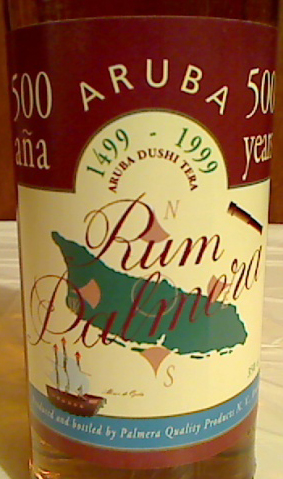 ARUBA
500
aña
500
years
1499 - 1999
ARUBA DUSHI TERA
N
Rum
Palmera
S
and bottled by Palmera Quality Products N. V.